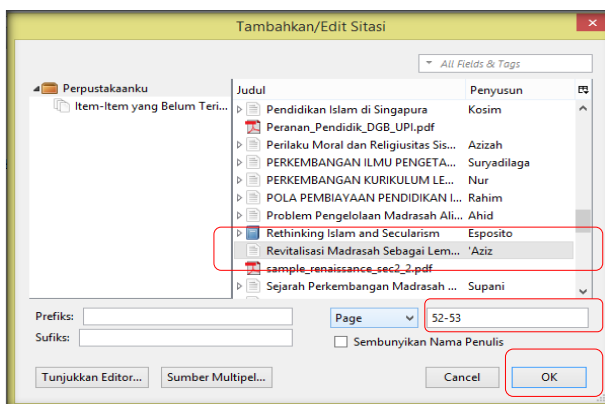 Tambahkan/Edit Sitasi
All Fields & Tags
Perpustakaanku
Item-Item yang Belum Teri...
Judul Penyusun
Pendidikan Islam di Singapura Kosim
Peranan_Pendidik_DGB_UPI.pdf
Perilaku Moral dan Religiusitas Sis... Azizah
PERKEMBANGAN ILMU PENGETA... Suryadilaga
PERKEMBANGAN KURIKULUM LE... Nur
POLA PEMBIAYAAN PENDIDIKAN I... Rahim
Problem Pengelolaan Madrasah Ali... Ahid
Rethinking Islam and Secularism Esposito
Revitalisasi Madrasah Sebagai Lem... 'Aziz
sample_renaissance_sec2_2.pdf
Sejarah Perkembangan Madrasah ... Supani
Prefiks: Page 52-53
Sufiks: Sembunyikan Nama Penulis
Tunjukkan Editor... Sumber Multipel... Cancel OK